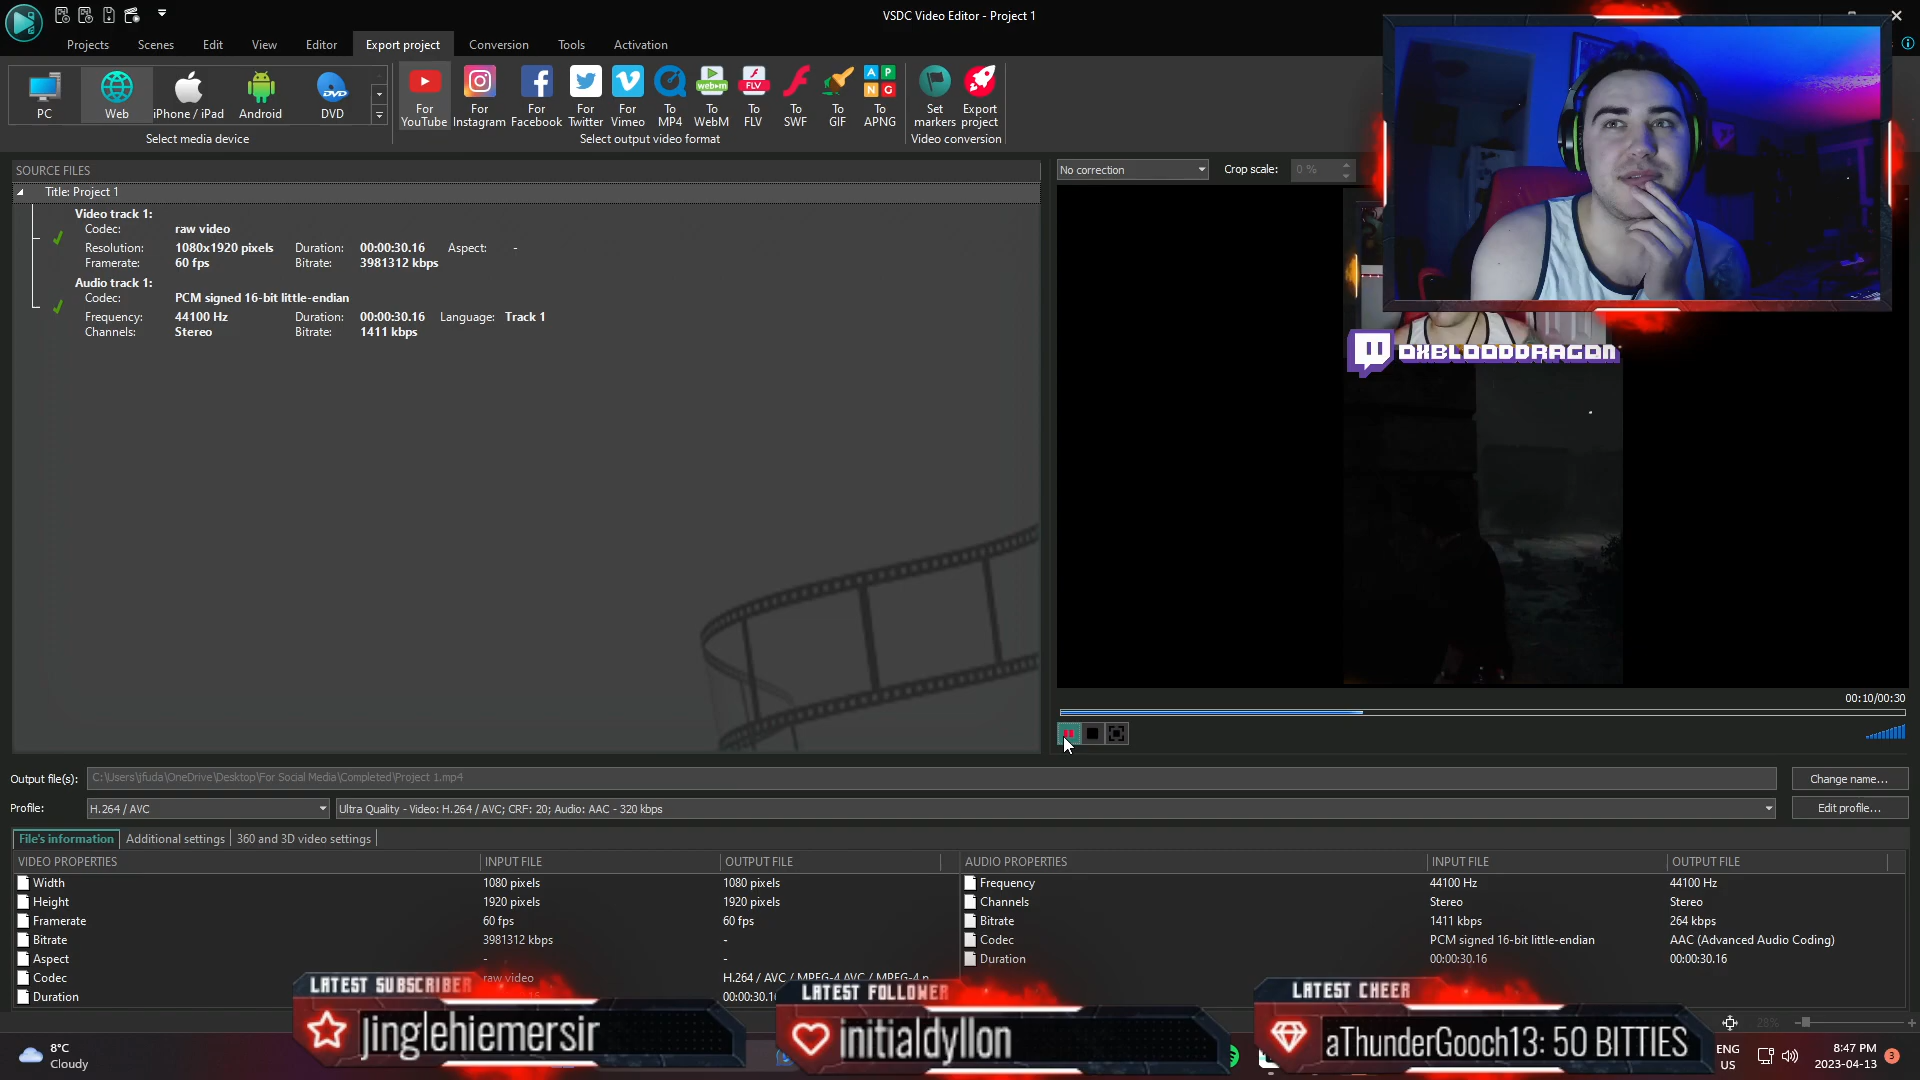 VSDC Video Editor - Project 1
Projects
Scenes
Edit
View
Editor
Export project
Conversion
Tools
Activation
PC
Web
iPhone / iPad
Android
DVD
Select media device
For YouTube
For Instagram
For Facebook
For Twitter
For Vimeo
To MP4
To WebM
To FLV
To SWF
To GIF
To APNG
Select output video format
Set markers
Export project
Video conversion
SOURCE FILES
Title: Project 1
Video track 1:
Codec: raw video
Resolution: 1080x1920 pixels Duration: 00:00:30.16 Aspect: -
Framerate: 60 fps Bitrate: 3981312 kbps
Audio track 1:
Codec: PCM signed 16-bit little-endian
Frequency: 44100 Hz Duration: 00:00:30.16 Language: Track 1
Channels: Stereo Bitrate: 1411 kbps
No correction
Crop scale: 0 %
OXBLOODDRAGON
00:10/00:30
Output file(s): C:\Users\jfuda\OneDrive\Desktop\For Social Media\Completed\Project 1.mp4 Change name...
Profile: H.264 / AVC Ultra Quality - Video: H.264 / AVC; CRF: 20; Audio: AAC - 320 kbps Edit profile...
File's information Additional settings 360 and 3D video settings
VIDEO PROPERTIES INPUT FILE OUTPUT FILE
Width 1080 pixels 1080 pixels
Height 1920 pixels 1920 pixels
Framerate 60 fps 60 fps
Bitrate 3981312 kbps -
Aspect - -
Codec raw video H.264 / AVC / MPEG-4 AVC / MPEG-4 p
Duration 00:00:30.1
AUDIO PROPERTIES INPUT FILE OUTPUT FILE
Frequency 44100 Hz 44100 Hz
Channels Stereo Stereo
Bitrate 1411 kbps 264 kbps
Codec PCM signed 16-bit little-endian AAC (Advanced Audio Coding)
Duration 00:00:30.16 00:00:30.16
28%
LATEST SUBSCRIBER
Jinglehiemersir
LATEST FOLLOWER
initialdyllon
LATEST CHEER
aThunderGooch13: 50 BITTIES
8°C
Cloudy
ENG
US
8:47 PM
2023-04-13
3